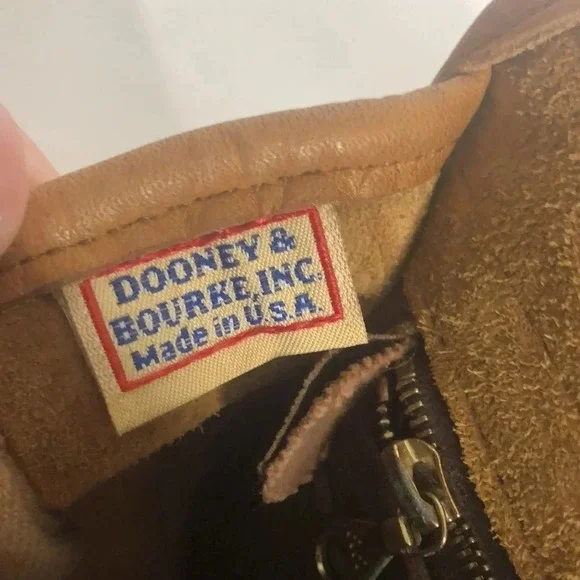 DOONEY &
BOURKE, INC.
Made in U.S.A.